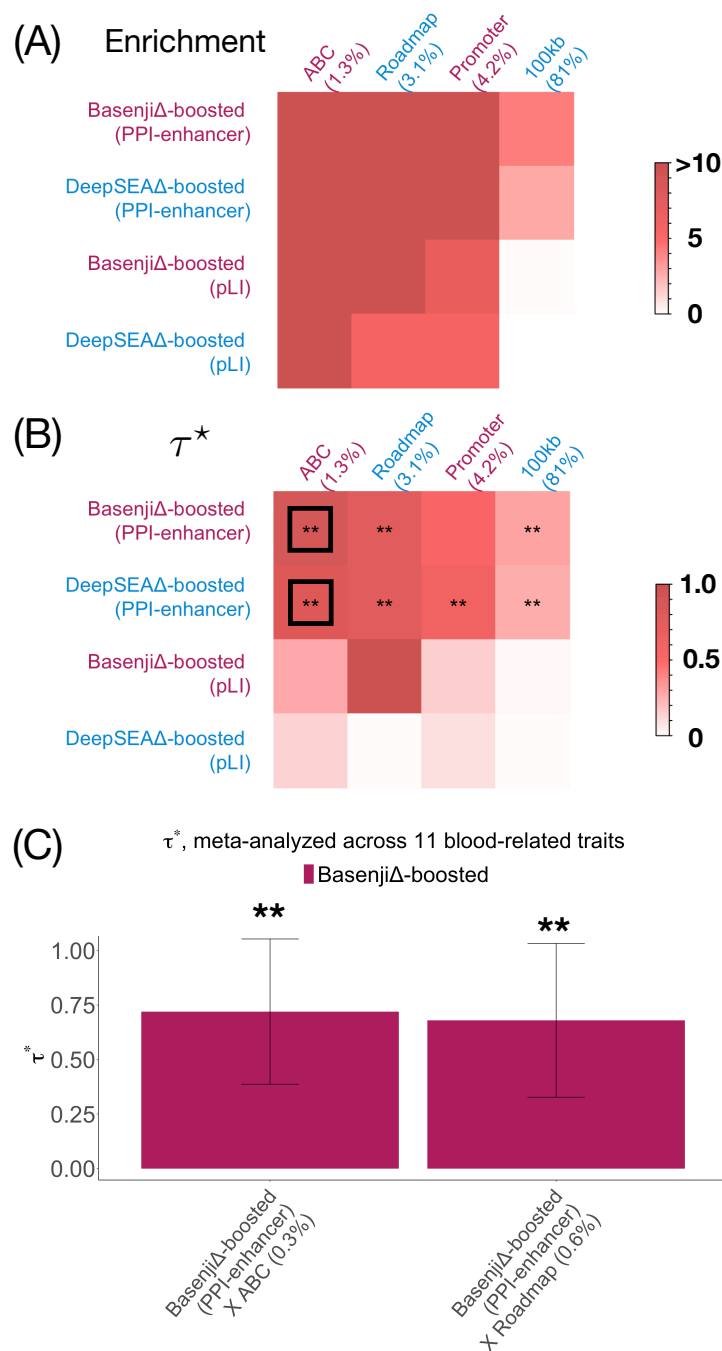 (A) Enrichment
ABC
(1.3%)
Roadmap
(3.1%)
Promoter
(4.2%)
100kb
(81%)
BasenjiΔ-boosted
(PPI-enhancer)
DeepSEAΔ-boosted
(PPI-enhancer)
BasenjiΔ-boosted
(pLI)
DeepSEAΔ-boosted
(pLI)
>10
5
0
(B) τ⋆
ABC
(1.3%)
Roadmap
(3.1%)
Promoter
(4.2%)
100kb
(81%)
BasenjiΔ-boosted
(PPI-enhancer)
** ** **
DeepSEAΔ-boosted
(PPI-enhancer)
** ** ** **
BasenjiΔ-boosted
(pLI)
DeepSEAΔ-boosted
(pLI)
1.0
0.5
0
(C) τ*, meta-analyzed across 11 blood-related traits
BasenjiΔ-boosted
** **
τ*
1.00
0.75
0.50
0.25
0.00
BasenjiΔ-boosted
(PPI-enhancer)
X ABC (0.3%)
BasenjiΔ-boosted
(PPI-enhancer)
X Roadmap (0.6%)